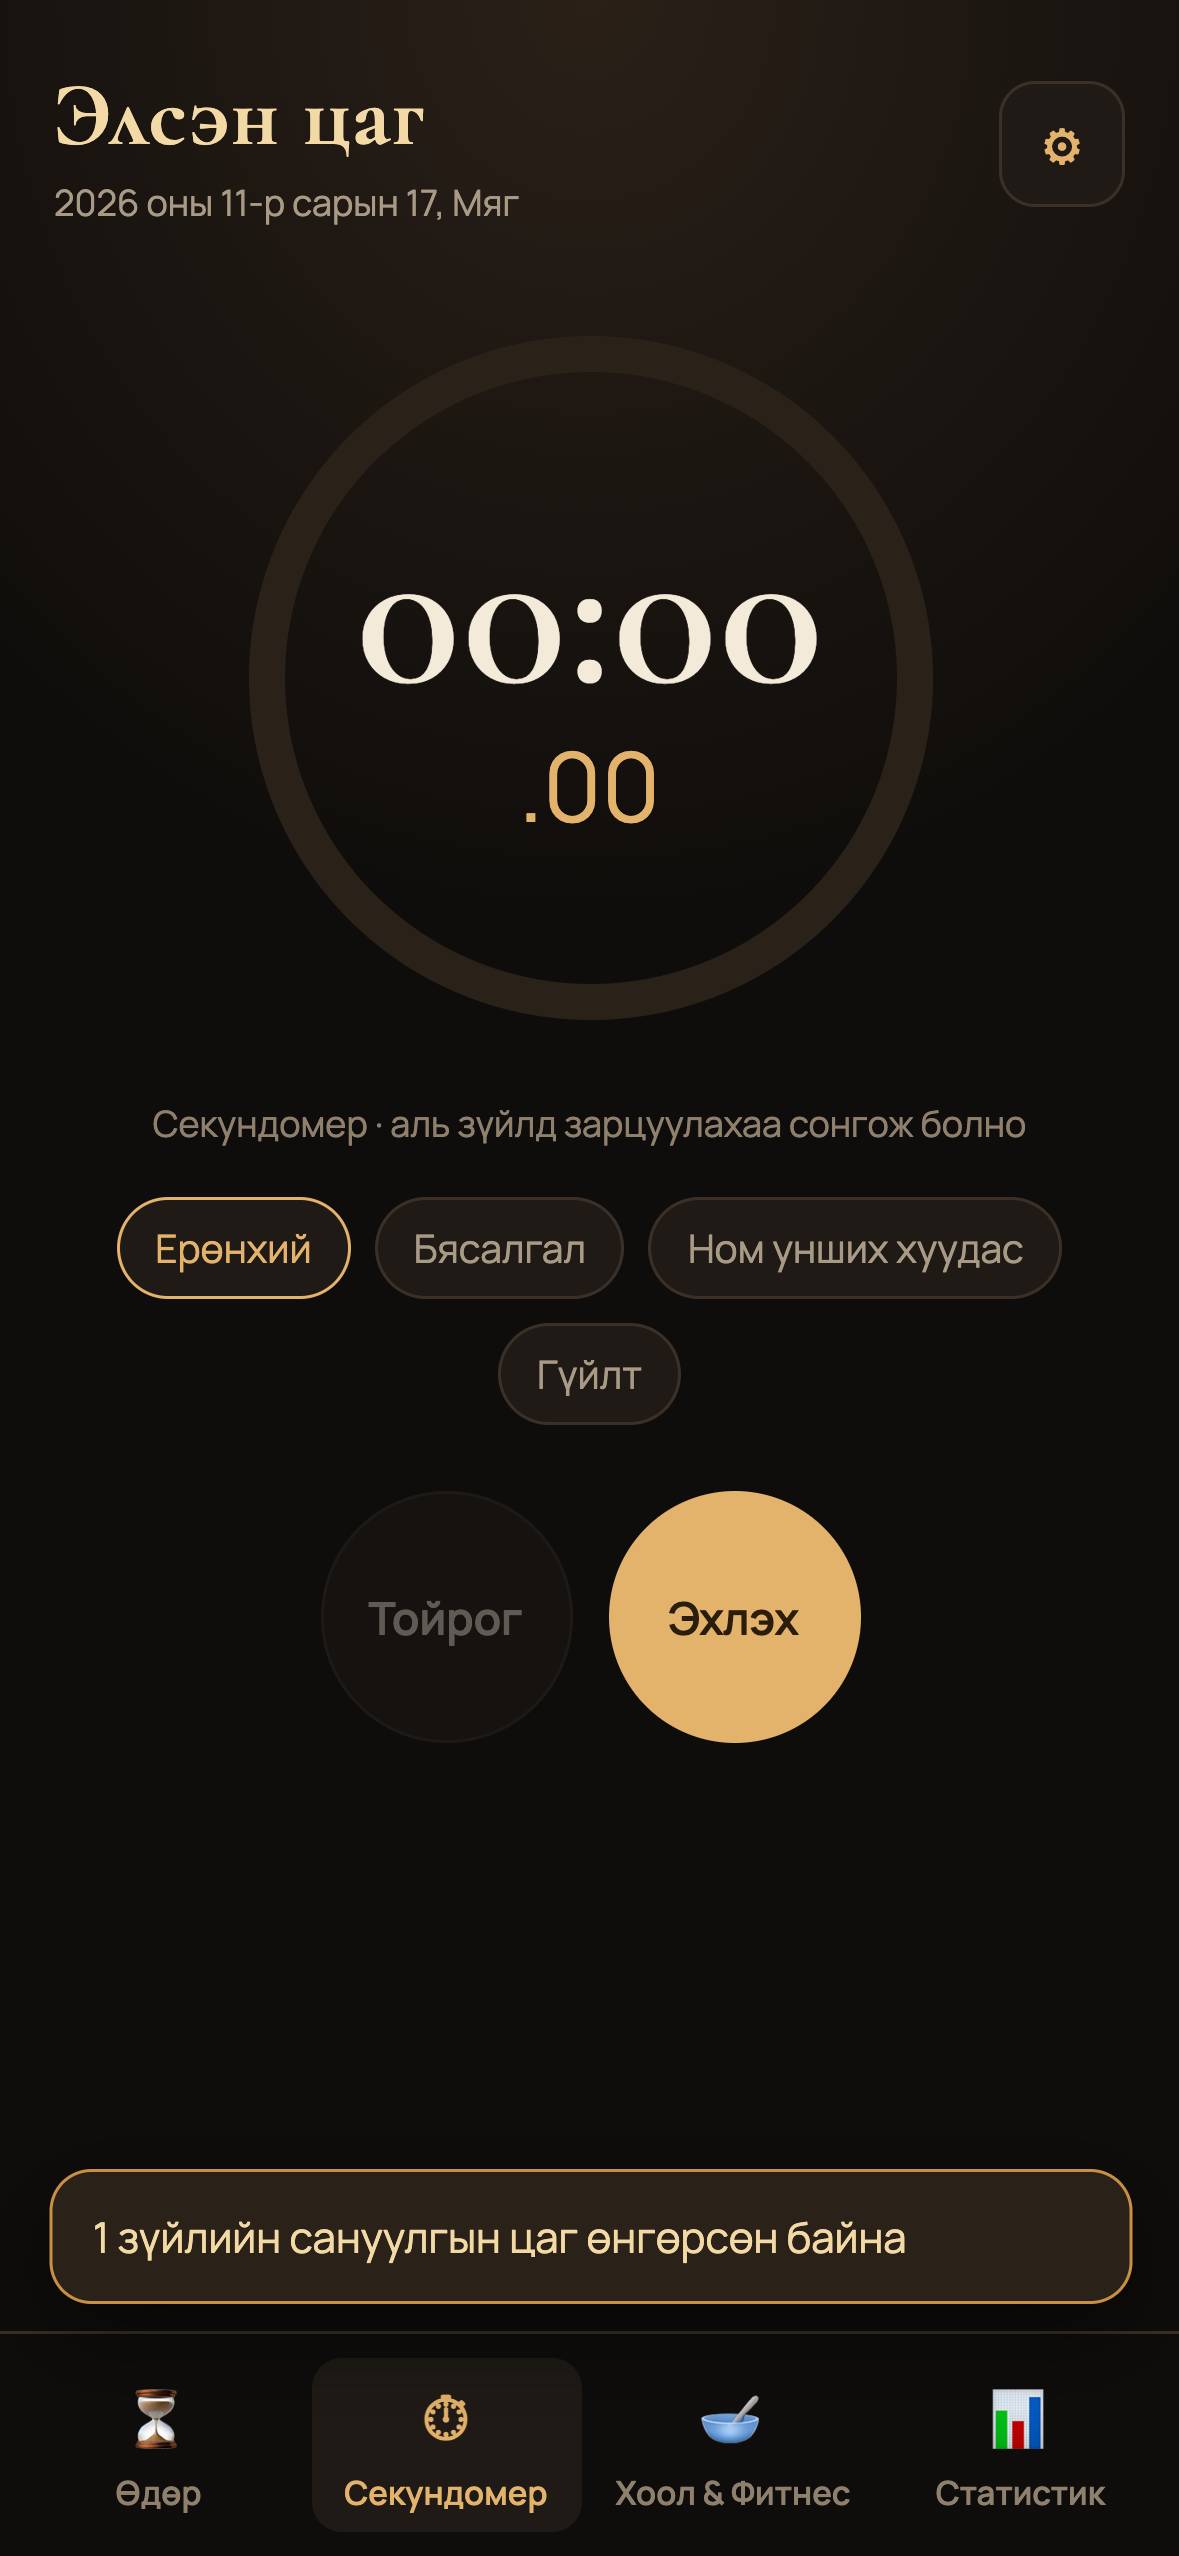 Элсэн цаг
2026 оны 11-р сарын 17, Мяг
00:00
.00
Секундомер · аль зүйлд зарцуулахаа сонгож болно
Ерөнхий Бясалгал Ном унших хуудас
Гүйлт
Тойрог Эхлэх
1 зүйлийн сануулгын цаг өнгөрсөн байна
Өдөр Секундомер Хоол & Фитнес Статистик